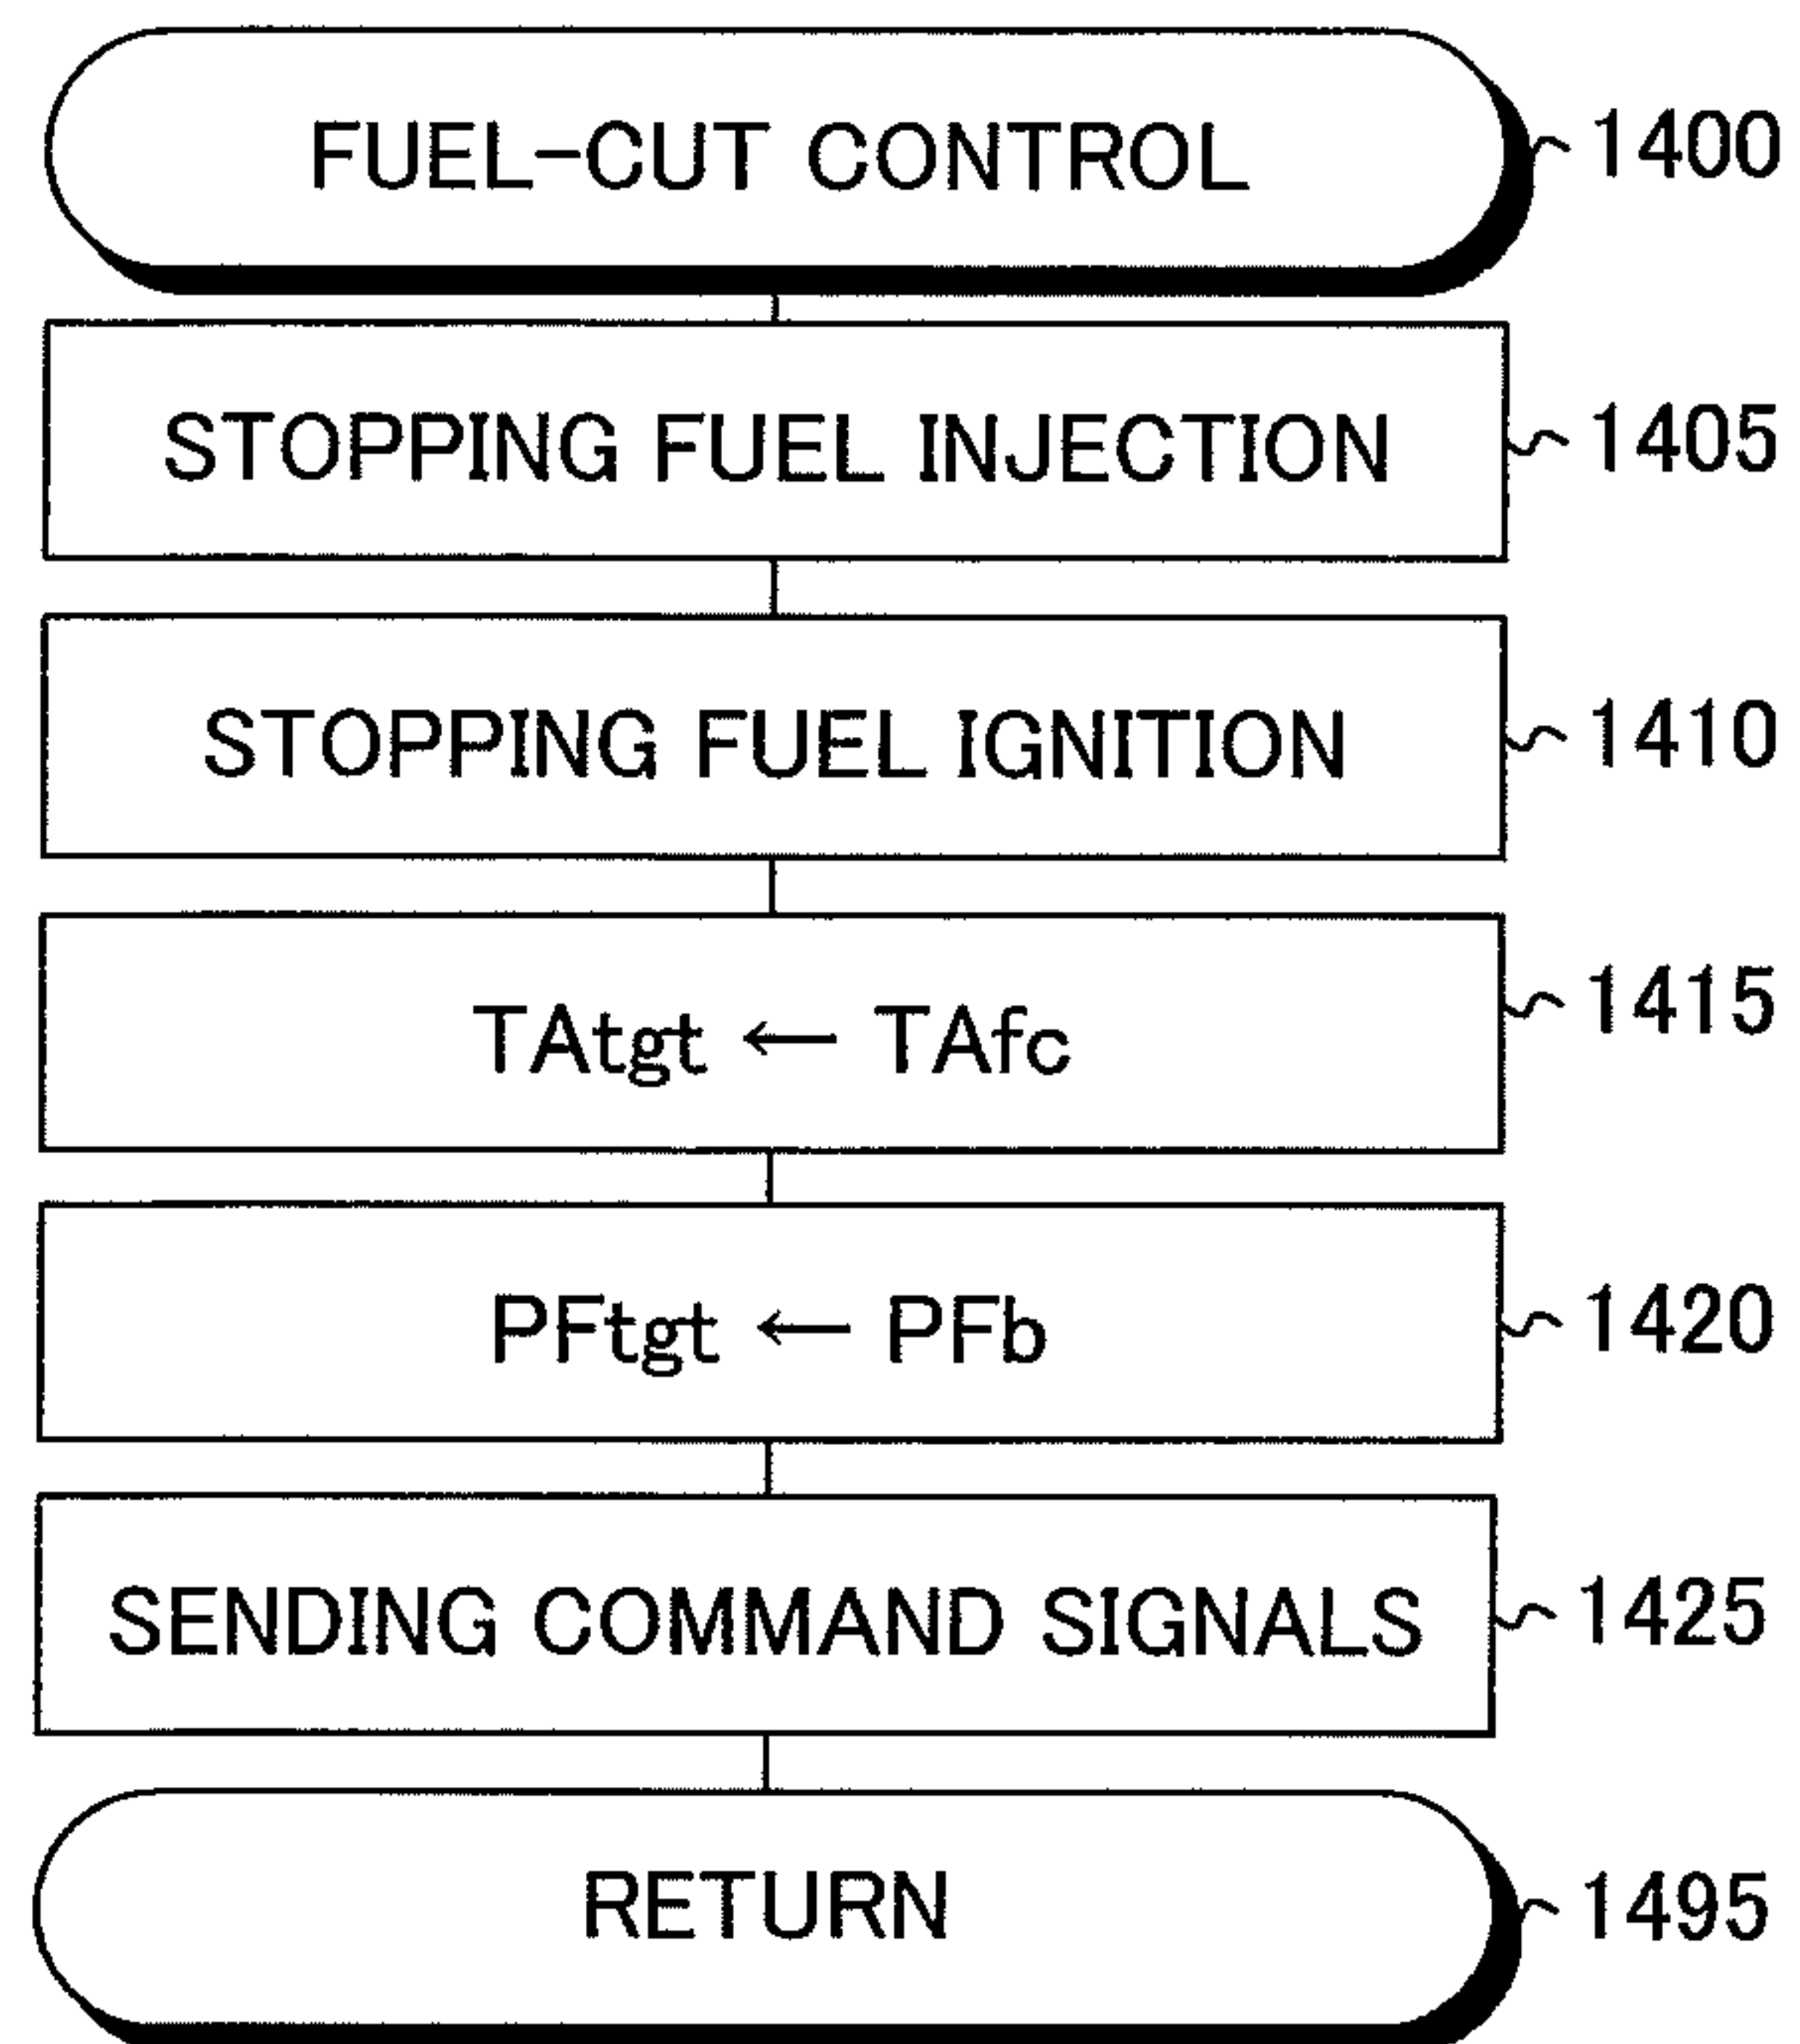 FUEL-CUT CONTROL 1400
STOPPING FUEL INJECTION 1405
STOPPING FUEL IGNITION 1410
TAtgt ← TAfc 1415
PFtgt ← PFb 1420
SENDING COMMAND SIGNALS 1425
RETURN 1495